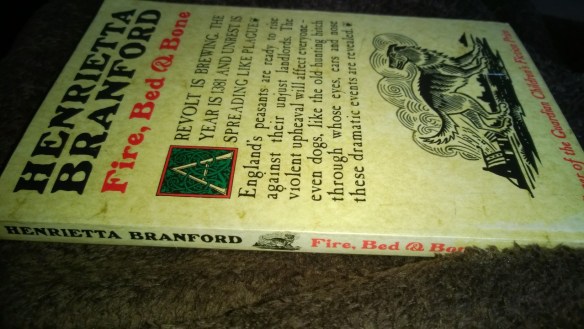 HENRIETTA
BRANFORD
Fire, Bed & Bone
A REVOLT IS BREWING. THE
YEAR IS 1381 AND UNREST IS
SPREADING LIKE PLAGUE
England's peasants are ready to rise
against their unjust landlords. The
violent upheaval will affect everyone –
even dogs, like the old hunting bitch
through whose eyes, ears and nose
these dramatic events are revealed.
of the Guardian Children's Fiction Prize
HENRIETTA BRANFORD Fire, Bed & Bon